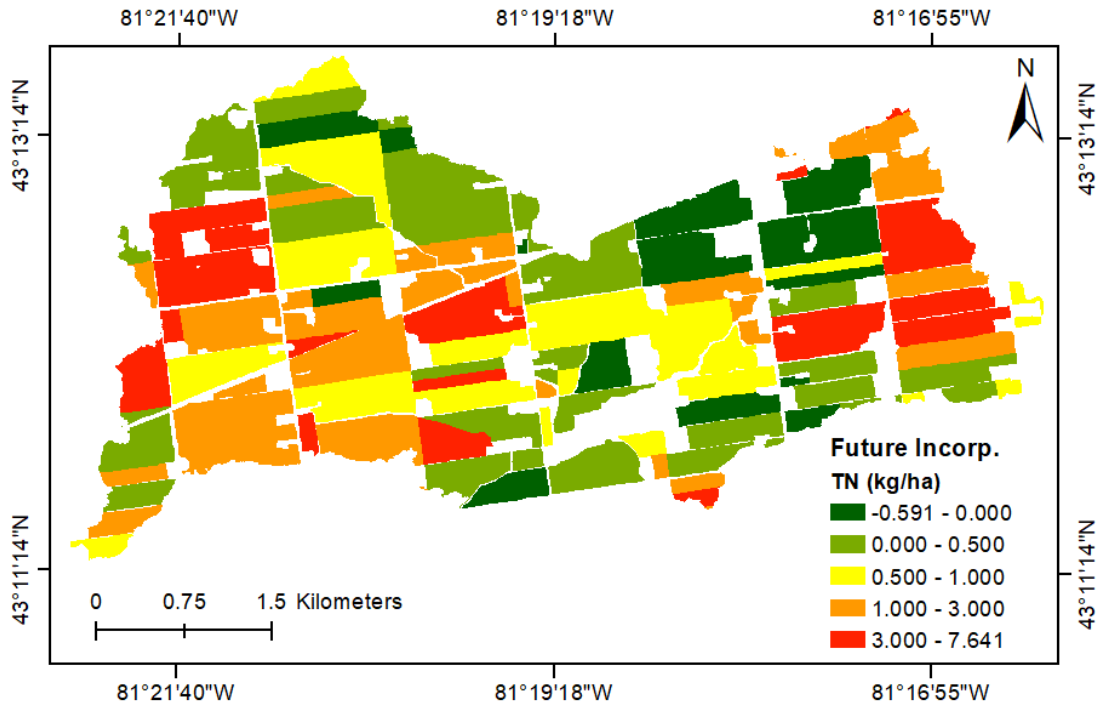 81°21'40"W 81°19'18"W 81°16'55"W
N
43°13'14"N 43°13'14"N
Future Incorp.
TN (kg/ha)
-0.591 - 0.000
0.000 - 0.500
0.500 - 1.000
1.000 - 3.000
3.000 - 7.641
43°11'14"N 43°11'14"N
0 0.75 1.5 Kilometers
81°21'40"W 81°19'18"W 81°16'55"W